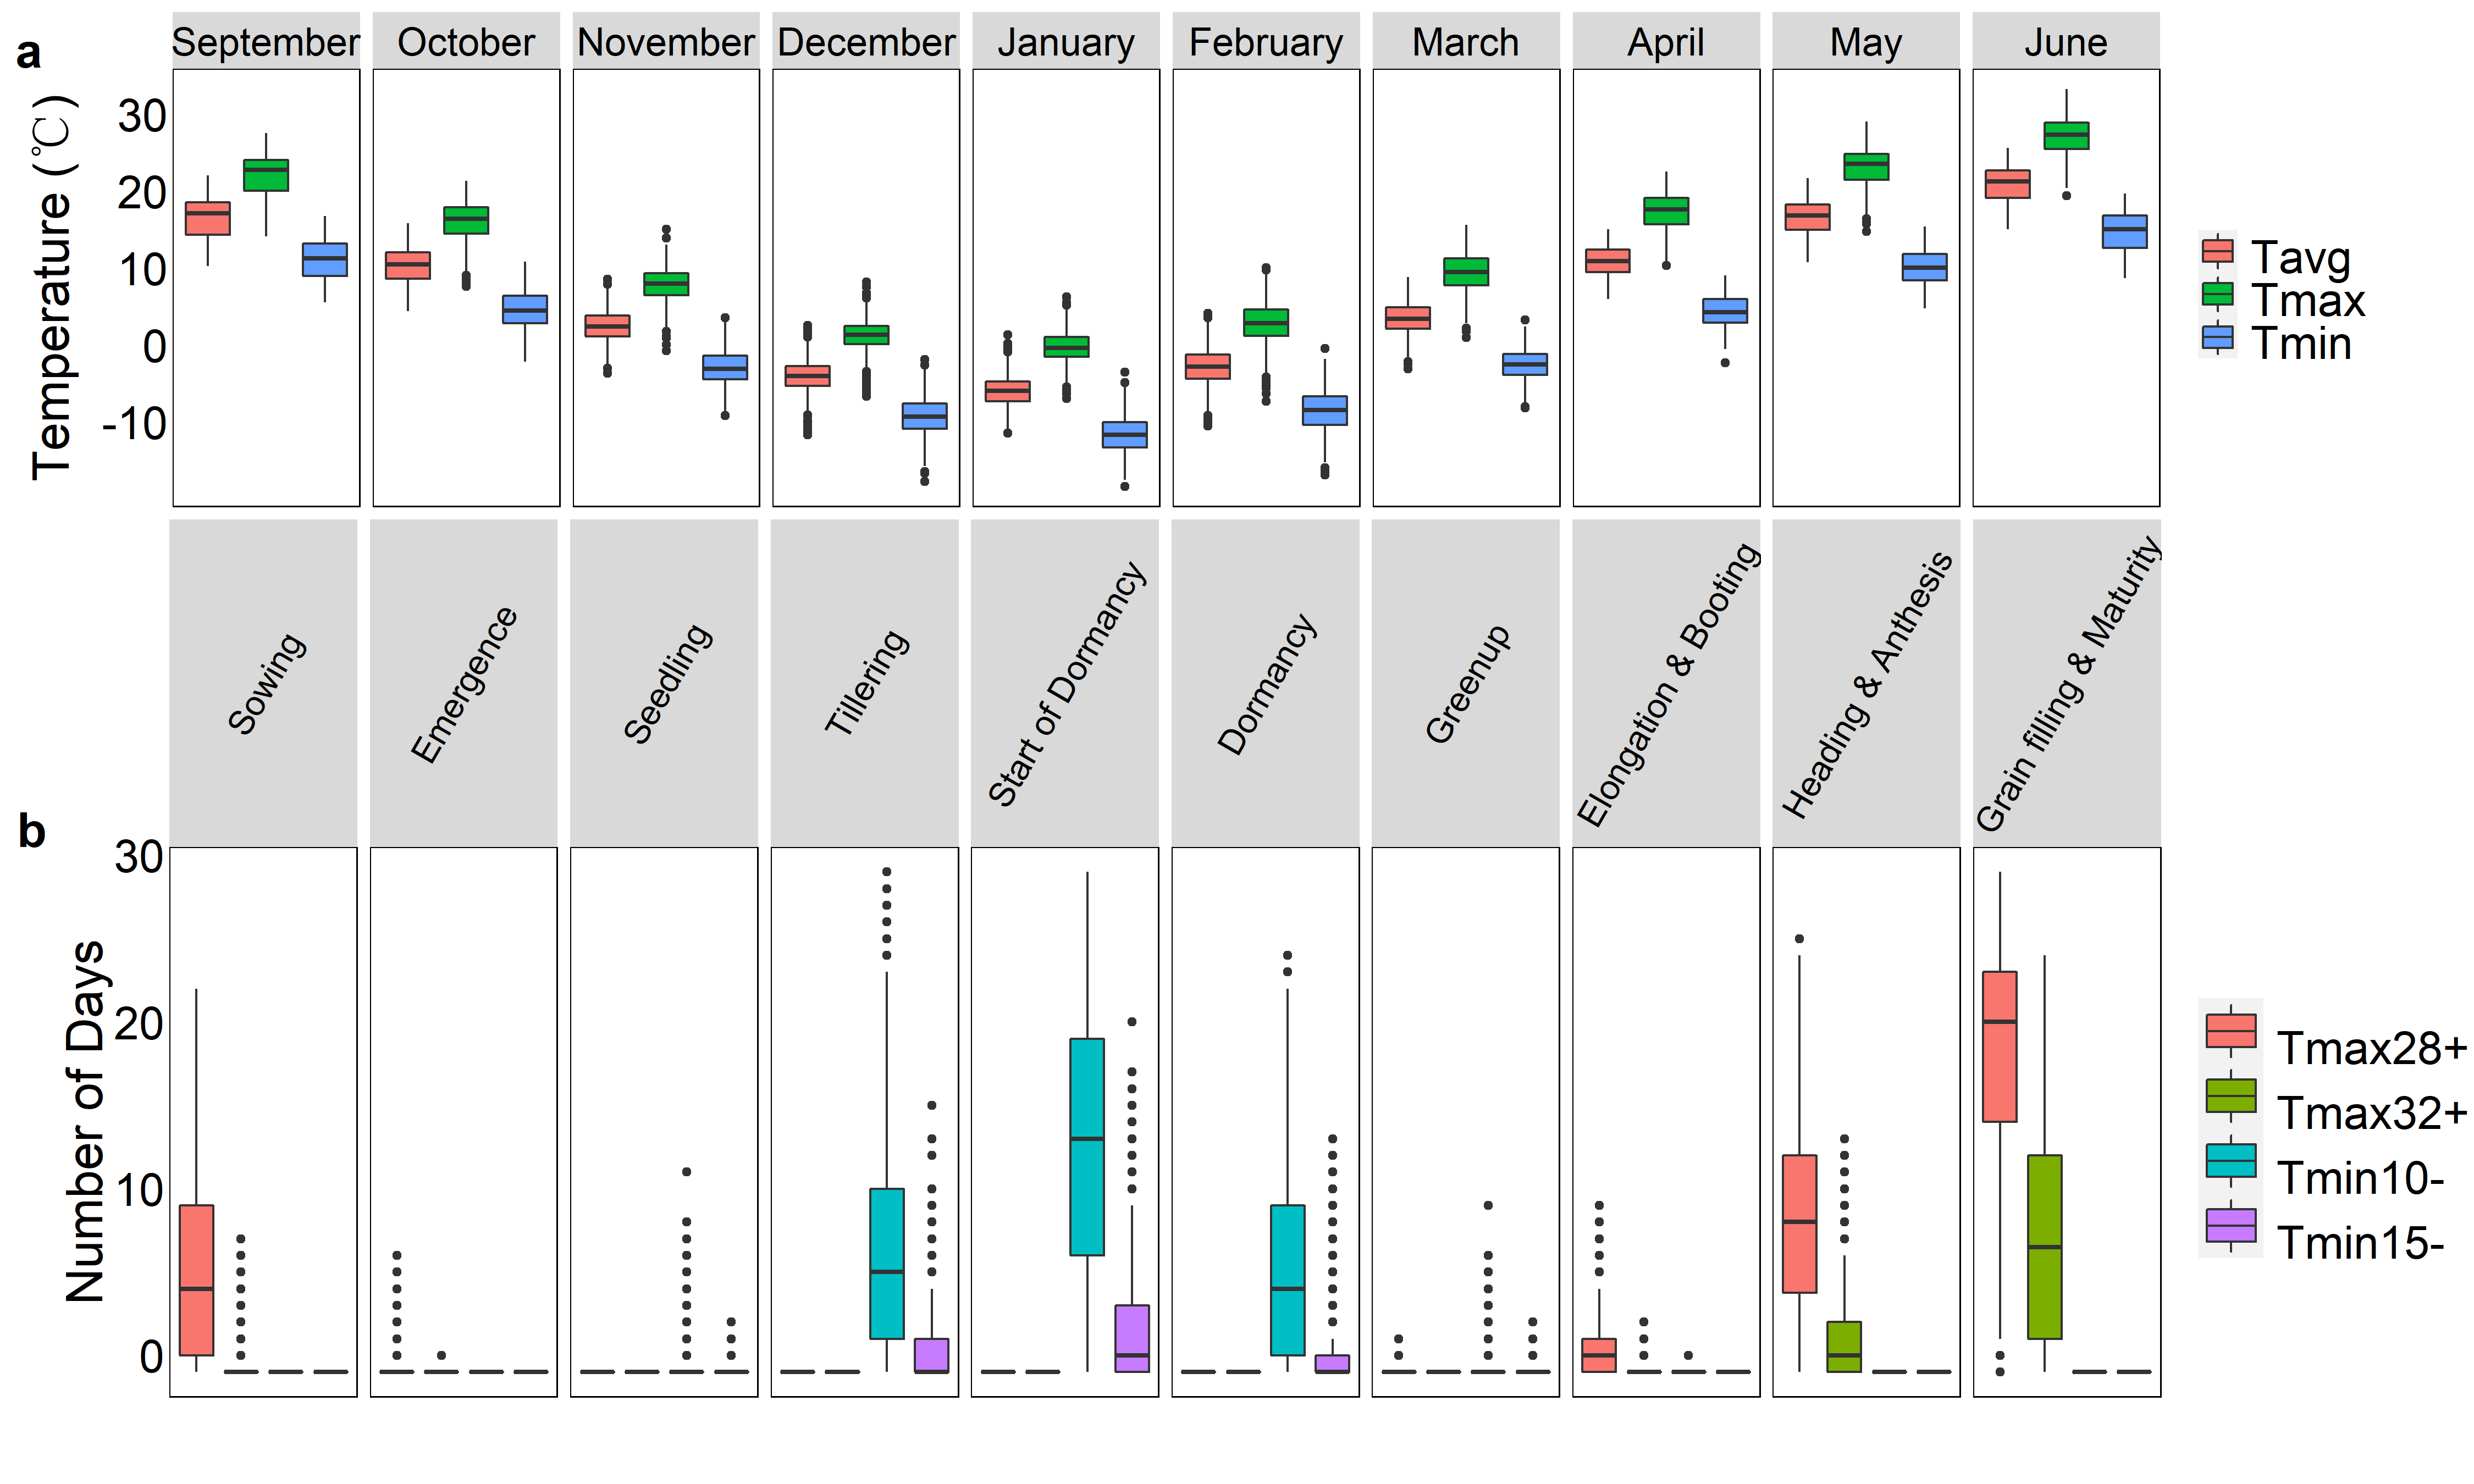 a
September October November December January February March April May June
Temperature (℃)
30
20
10
0
-10
Tavg
Tmax
Tmin
Sowing
Emergence
Seedling
Tillering
Start of Dormancy
Dormancy
Greenup
Elongation & Booting
Heading & Anthesis
Grain filling & Maturity
b
Number of Days
30
20
10
0
Tmax28+
Tmax32+
Tmin10-
Tmin15-